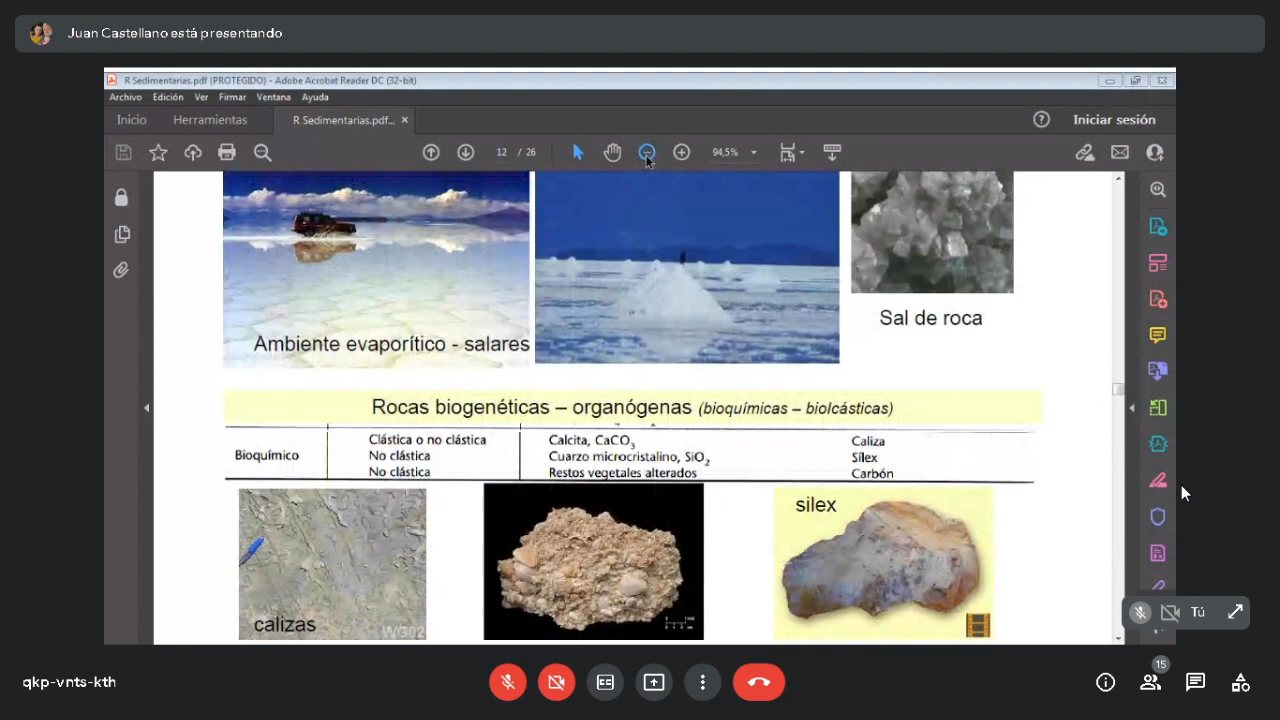 Juan Castellano está presentando
R Sedimentarias.pdf (PROTEGIDO) - Adobe Acrobat Reader DC (32-bit)
Archivo Edición Ver Firmar Ventana Ayuda
Inicio Herramientas R Sedimentarias.pdf... × Iniciar sesión
12 / 26 94,5%
Sal de roca
Ambiente evaporítico - salares
Rocas biogenéticas – organógenas (bioquímicas – biolcásticas)
Clástica o no clástica Calcita, CaCO3 Caliza
Bioquímico No clástica Cuarzo microcristalino, SiO2 Sílex
No clástica Restos vegetales alterados Carbón
silex
calizas
WG302
Tú
15
qkp-vnts-kth